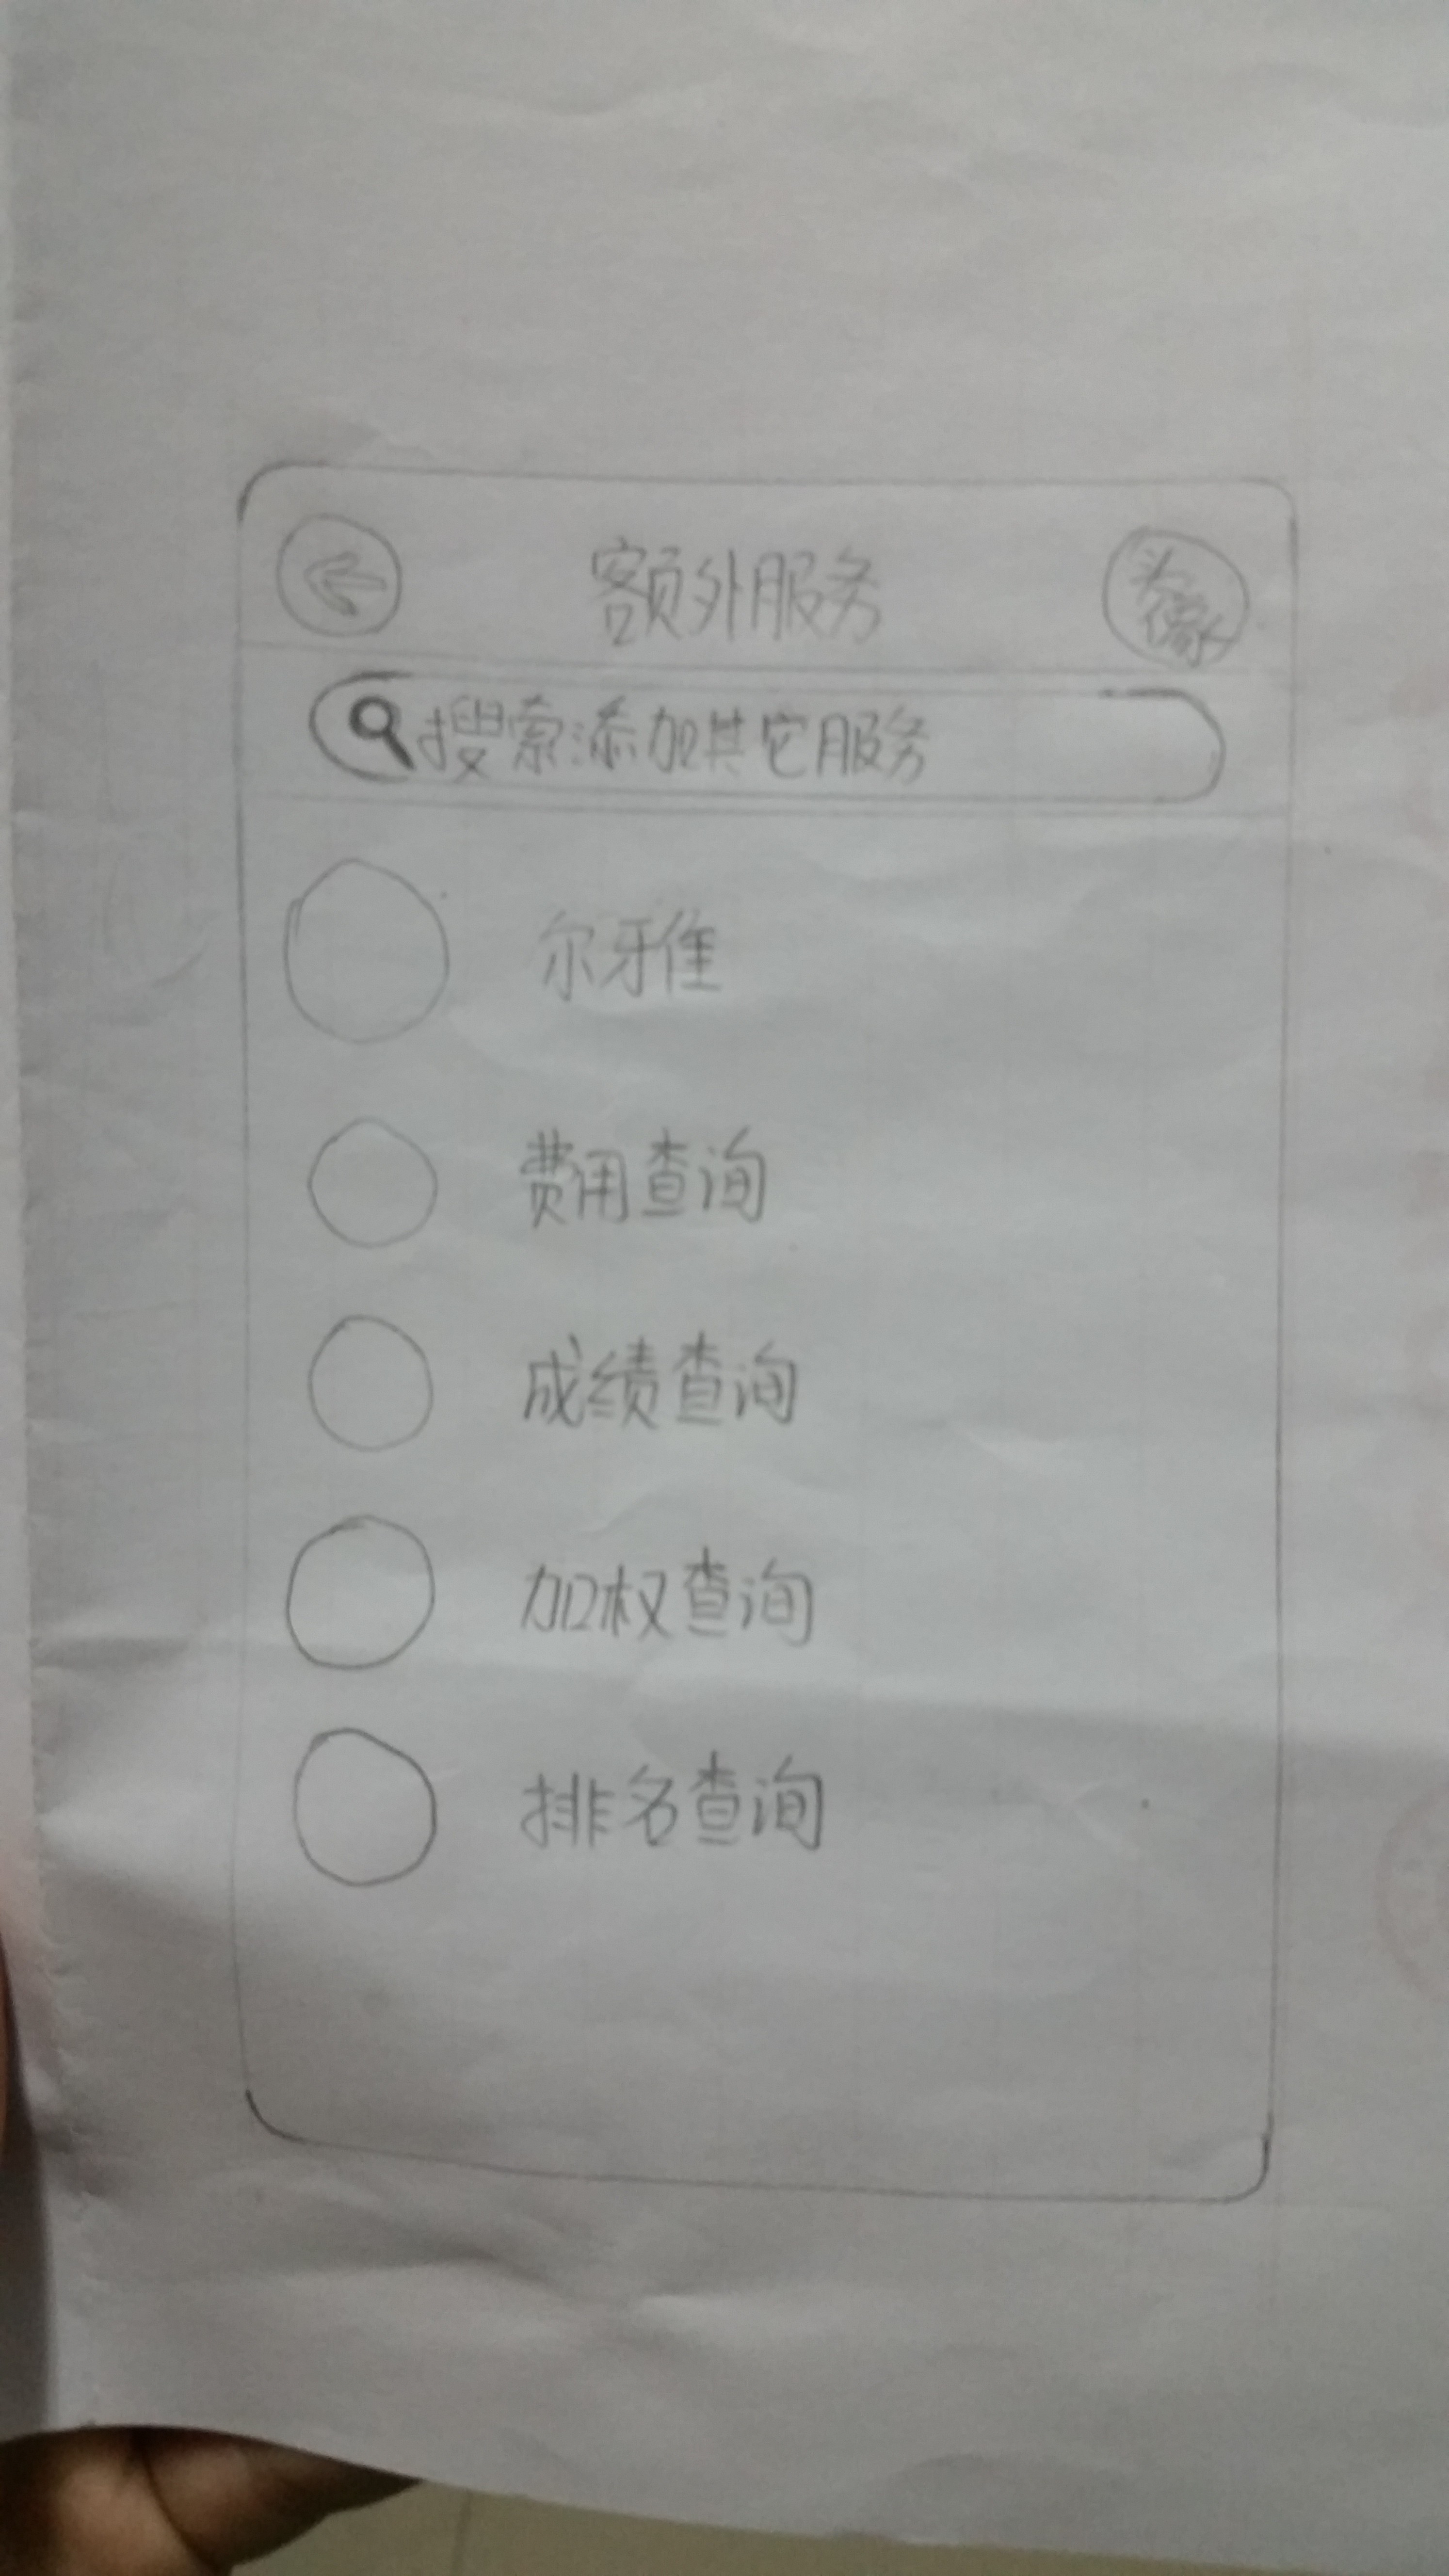 额外服务
头像
搜索添加其它服务
尔雅
费用查询
成绩查询
加权查询
排名查询